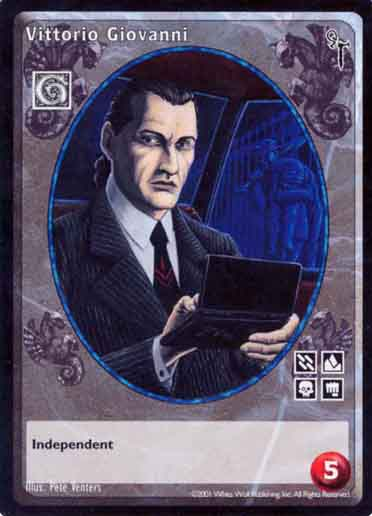 Vittorio Giovanni
Independent
5
Illus: Pete Venters
©2001 White Wolf Publishing, Inc. All Rights Reserved.